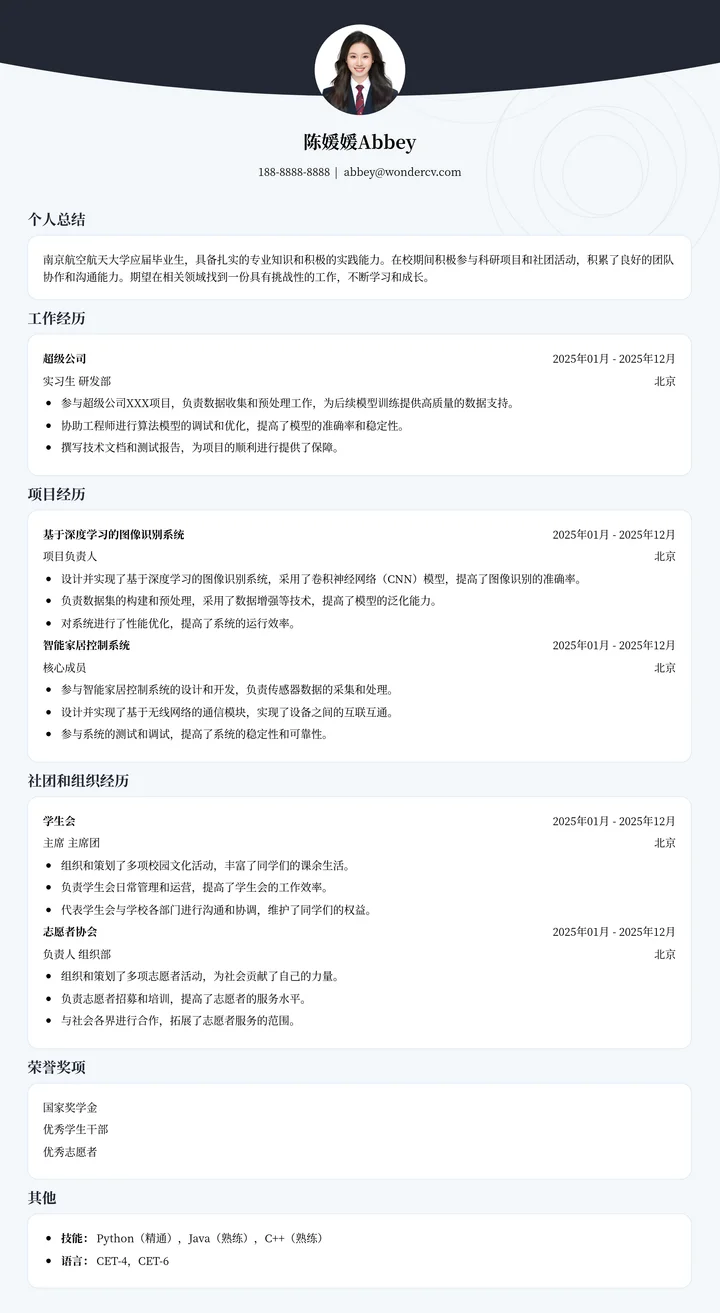 陈媛媛Abbey
188-8888-8888 | abbey@wondercv.com
个人总结
南京航空航天大学应届毕业生，具备扎实的专业知识和积极的实践能力。在校期间积极参与科研项目和社团活动，积累了良好的团队
协作和沟通能力。期望在相关领域找到一份具有挑战性的工作，不断学习和成长。
工作经历
超级公司 2025年01月 - 2025年12月
实习生 研发部 北京
• 参与超级公司XXX项目，负责数据收集和预处理工作，为后续模型训练提供高质量的数据支持。
• 协助工程师进行算法模型的调试和优化，提高了模型的准确率和稳定性。
• 撰写技术文档和测试报告，为项目的顺利进行提供了保障。
项目经历
基于深度学习的图像识别系统 2025年01月 - 2025年12月
项目负责人 北京
• 设计并实现了基于深度学习的图像识别系统，采用了卷积神经网络（CNN）模型，提高了图像识别的准确率。
• 负责数据集的构建和预处理，采用了数据增强等技术，提高了模型的泛化能力。
• 对系统进行了性能优化，提高了系统的运行效率。
智能家居控制系统 2025年01月 - 2025年12月
核心成员 北京
• 参与智能家居控制系统的设计和开发，负责传感器数据的采集和处理。
• 设计并实现了基于无线网络的通信模块，实现了设备之间的互联互通。
• 参与系统的测试和调试，提高了系统的稳定性和可靠性。
社团和组织经历
学生会 2025年01月 - 2025年12月
主席 主席团 北京
• 组织和策划了多项校园文化活动，丰富了同学们的课余生活。
• 负责学生会日常管理和运营，提高了学生会的工作效率。
• 代表学生会与学校各部门进行沟通和协调，维护了同学们的权益。
志愿者协会 2025年01月 - 2025年12月
负责人 组织部 北京
• 组织和策划了多项志愿者活动，为社会贡献了自己的力量。
• 负责志愿者招募和培训，提高了志愿者的服务水平。
• 与社会各界进行合作，拓展了志愿者服务的范围。
荣誉奖项
国家奖学金
优秀学生干部
优秀志愿者
其他
• 技能： Python（精通）, Java（熟练）, C++（熟练）
• 语言： CET-4，CET-6